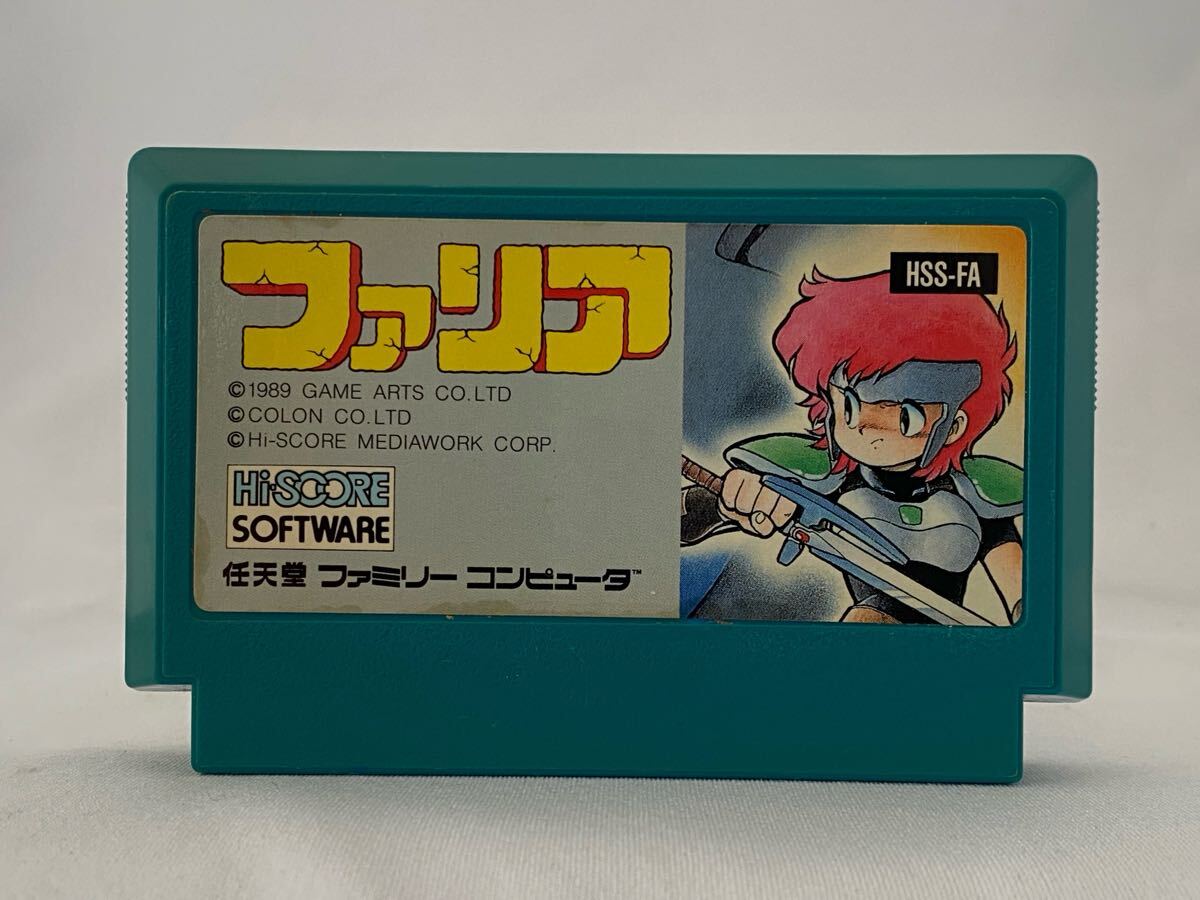 ファリア
HSS-FA
©1989 GAME ARTS CO.LTD
©COLON CO.LTD
©Hi-SCORE MEDIAWORK CORP.
Hi-SCORE
SOFTWARE
任天堂 ファミリー コンピュータ™